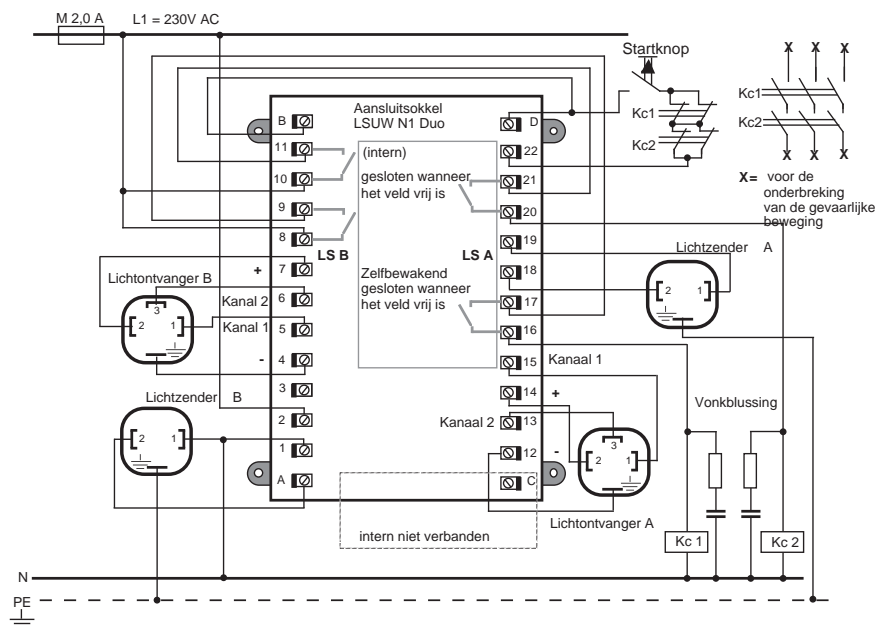 M 2,0 A
L1 = 230V AC
Startknop
X X X
Kc1
Kc2
Kc1
Kc2
X X X
X= voor de
onderbreking
van de gevaarlijke
beweging
Aansluitsokkel
LSUW N1 Duo
B
11
10
9
8
7
6
5
4
3
2
1
A
D
22
21
20
19
18
17
16
15
14
13
12
C
(intern)
gesloten wanneer
het veld vrij is
LS B
LS A
Zelfbewakend
gesloten wanneer
het veld vrij is
+
Lichtontvanger B
Kanal 2
Kanal 1
-
3
2 1
Lichtzender B
2 1
Lichtzender A
2 1
Kanaal 1
+
Kanaal 2
-
3
2 1
Lichtontvanger A
Vonkblussing
intern niet verbanden
Kc 1
Kc 2
N
PE